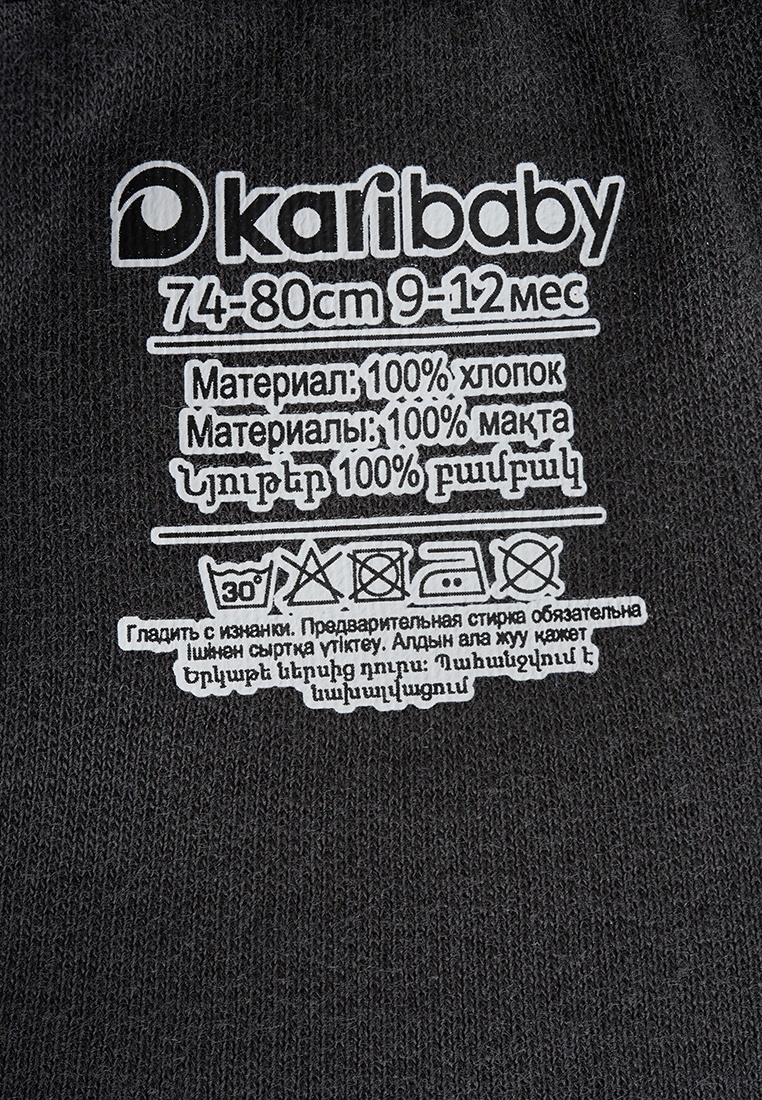 karibaby
74-80cm 9-12мес
Материал: 100% хлопок
Материалы: 100% мақта
Նյութեր 100% բամբակ
30°
Гладить с изнанки. Предварительная стирка обязательна
Ішінән сыртқа үтіктеу. Алдын ала жуу қажет
Երկաթե ներսից դուրս: Պահանջվում է
նախալվացում